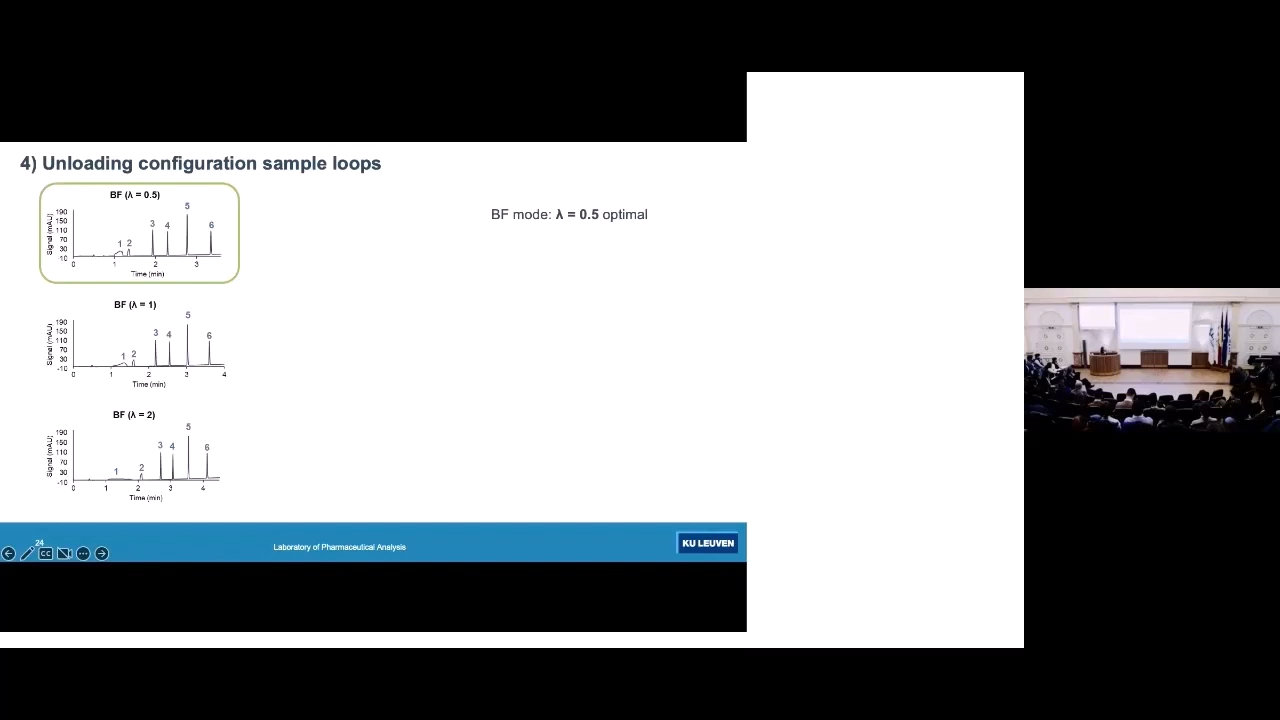 4) Unloading configuration sample loops
BF (λ = 0.5)
Signal (mAU)
190
150
110
70
30
10
1 2 3 4 5 6
0 1 2 3
Time (min)
BF mode: λ = 0.5 optimal
BF (λ = 1)
Signal (mAU)
190
150
110
70
30
-10
1 2 3 4 5 6
0 1 2 3 4
Time (min)
BF (λ = 2)
Signal (mAU)
190
150
110
70
30
-10
1 2 3 4 5 6
0 1 2 3 4
Time (min)
24
CC
Laboratory of Pharmaceutical Analysis
KU LEUVEN